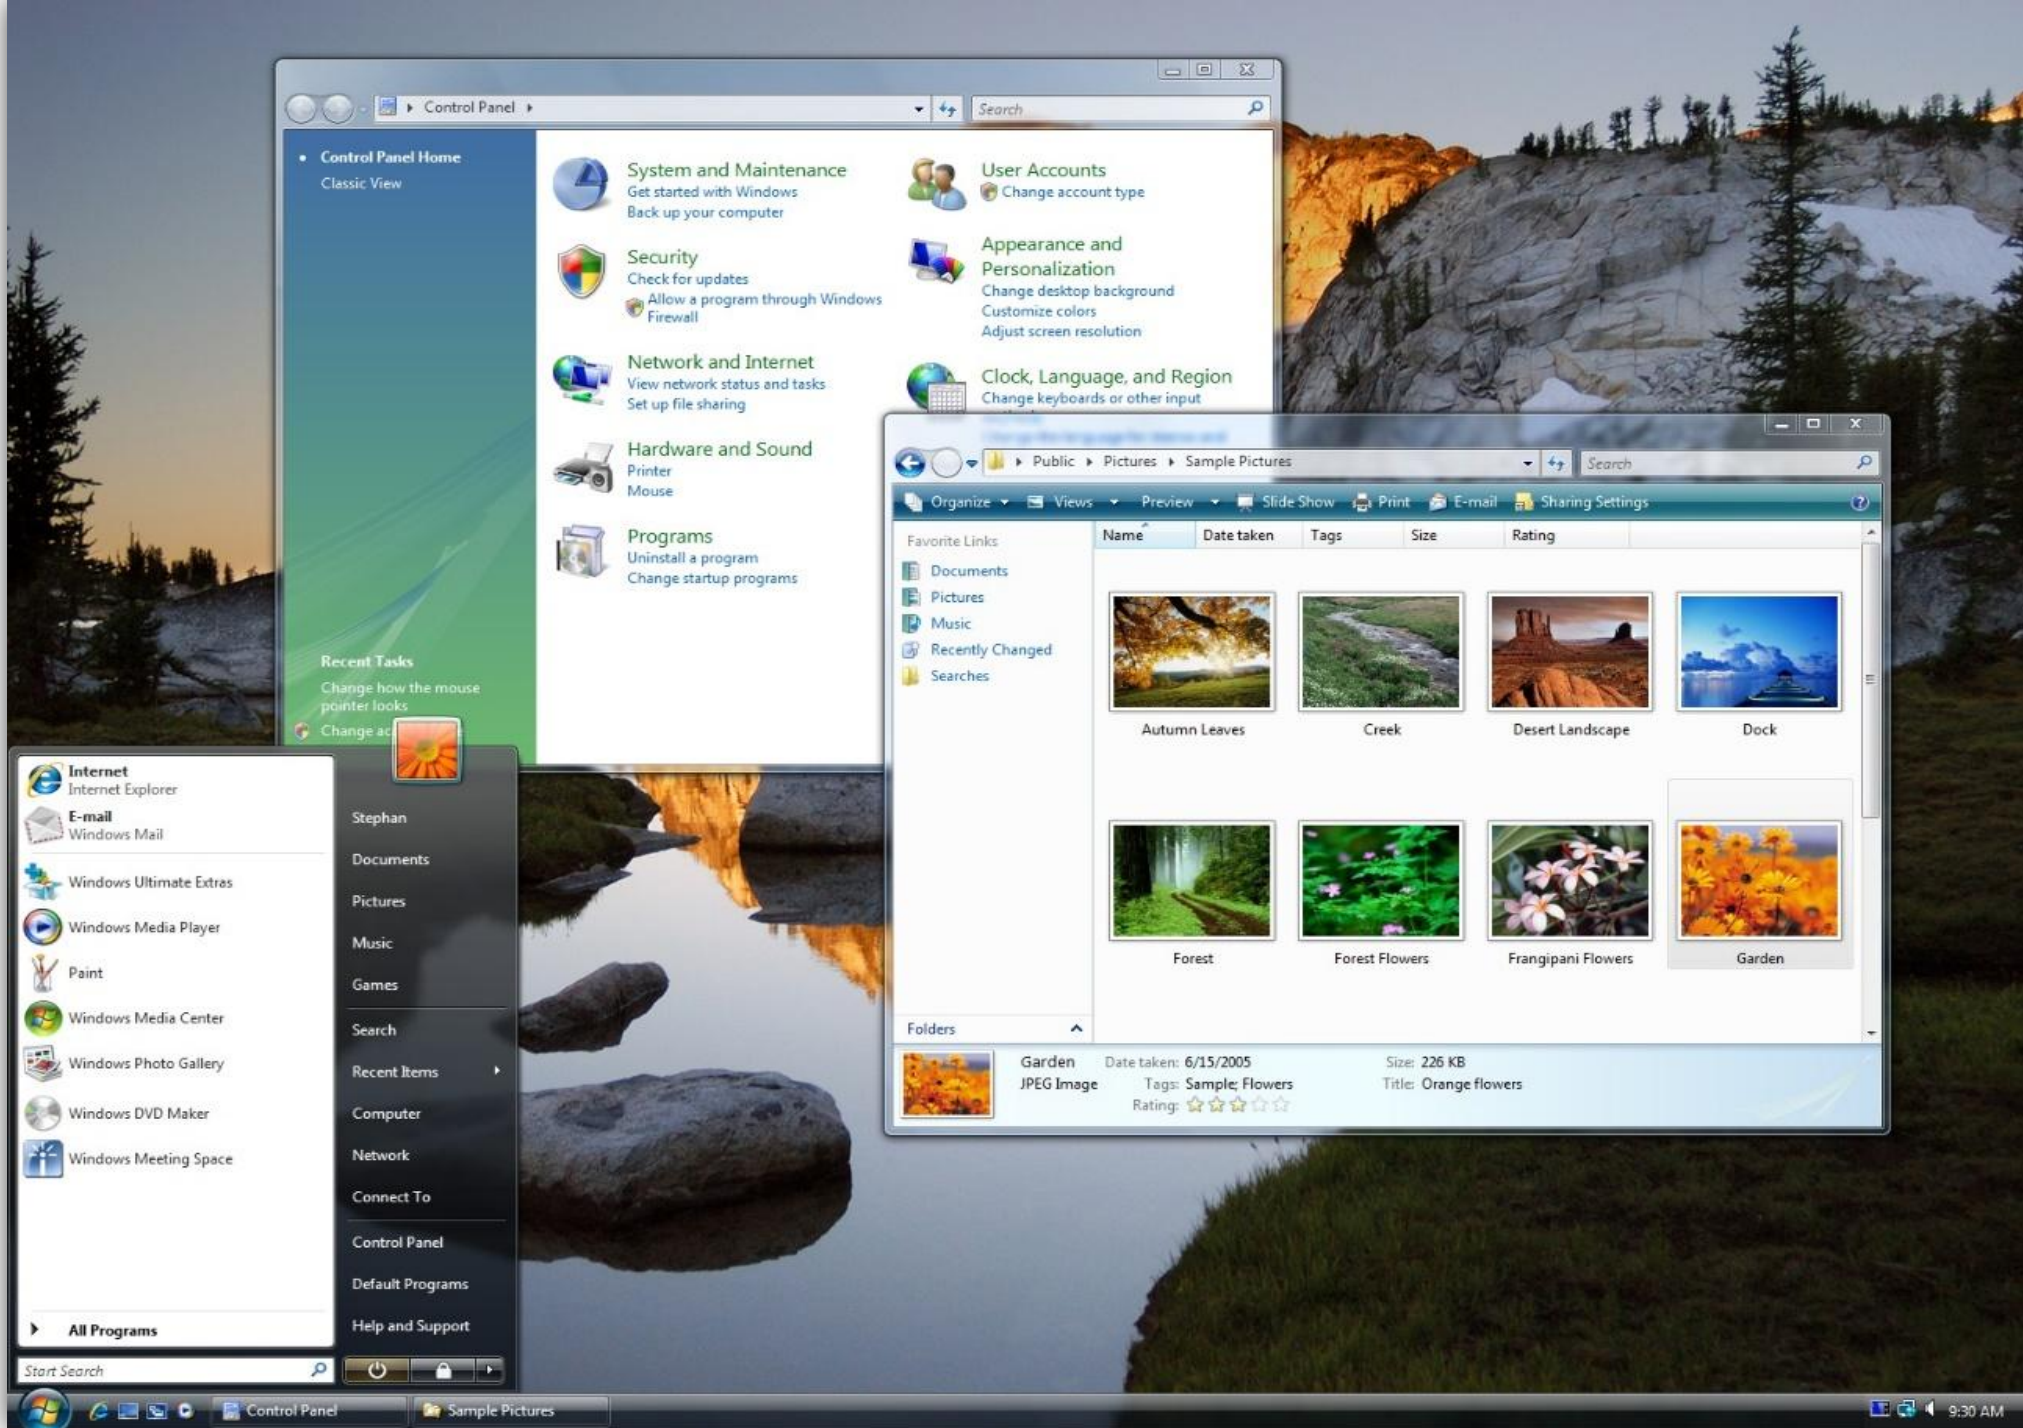 Control Panel
Search
Control Panel Home
Classic View
System and Maintenance
Get started with Windows
Back up your computer
Security
Check for updates
Allow a program through Windows
Firewall
Network and Internet
View network status and tasks
Set up file sharing
Hardware and Sound
Printer
Mouse
Programs
Uninstall a program
Change startup programs
User Accounts
Change account type
Appearance and
Personalization
Change desktop background
Customize colors
Adjust screen resolution
Clock, Language, and Region
Change keyboards or other input
Recent Tasks
Change how the mouse
pointer looks
Change
Public Pictures Sample Pictures
Search
Organize Views Preview Slide Show Print E-mail Sharing Settings
Favorite Links
Documents
Pictures
Music
Recently Changed
Searches
Folders
Name Date taken Tags Size Rating
Autumn Leaves Creek Desert Landscape Dock
Forest Forest Flowers Frangipani Flowers Garden
Garden Date taken: 6/15/2005 Size: 226 KB
JPEG Image Tags: Sample; Flowers Title: Orange flowers
Rating:
Internet
Internet Explorer
E-mail
Windows Mail
Windows Ultimate Extras
Windows Media Player
Paint
Windows Media Center
Windows Photo Gallery
Windows DVD Maker
Windows Meeting Space
All Programs
Start Search
Stephan
Documents
Pictures
Music
Games
Search
Recent Items
Computer
Network
Connect To
Control Panel
Default Programs
Help and Support
Control Panel Sample Pictures 9:30 AM